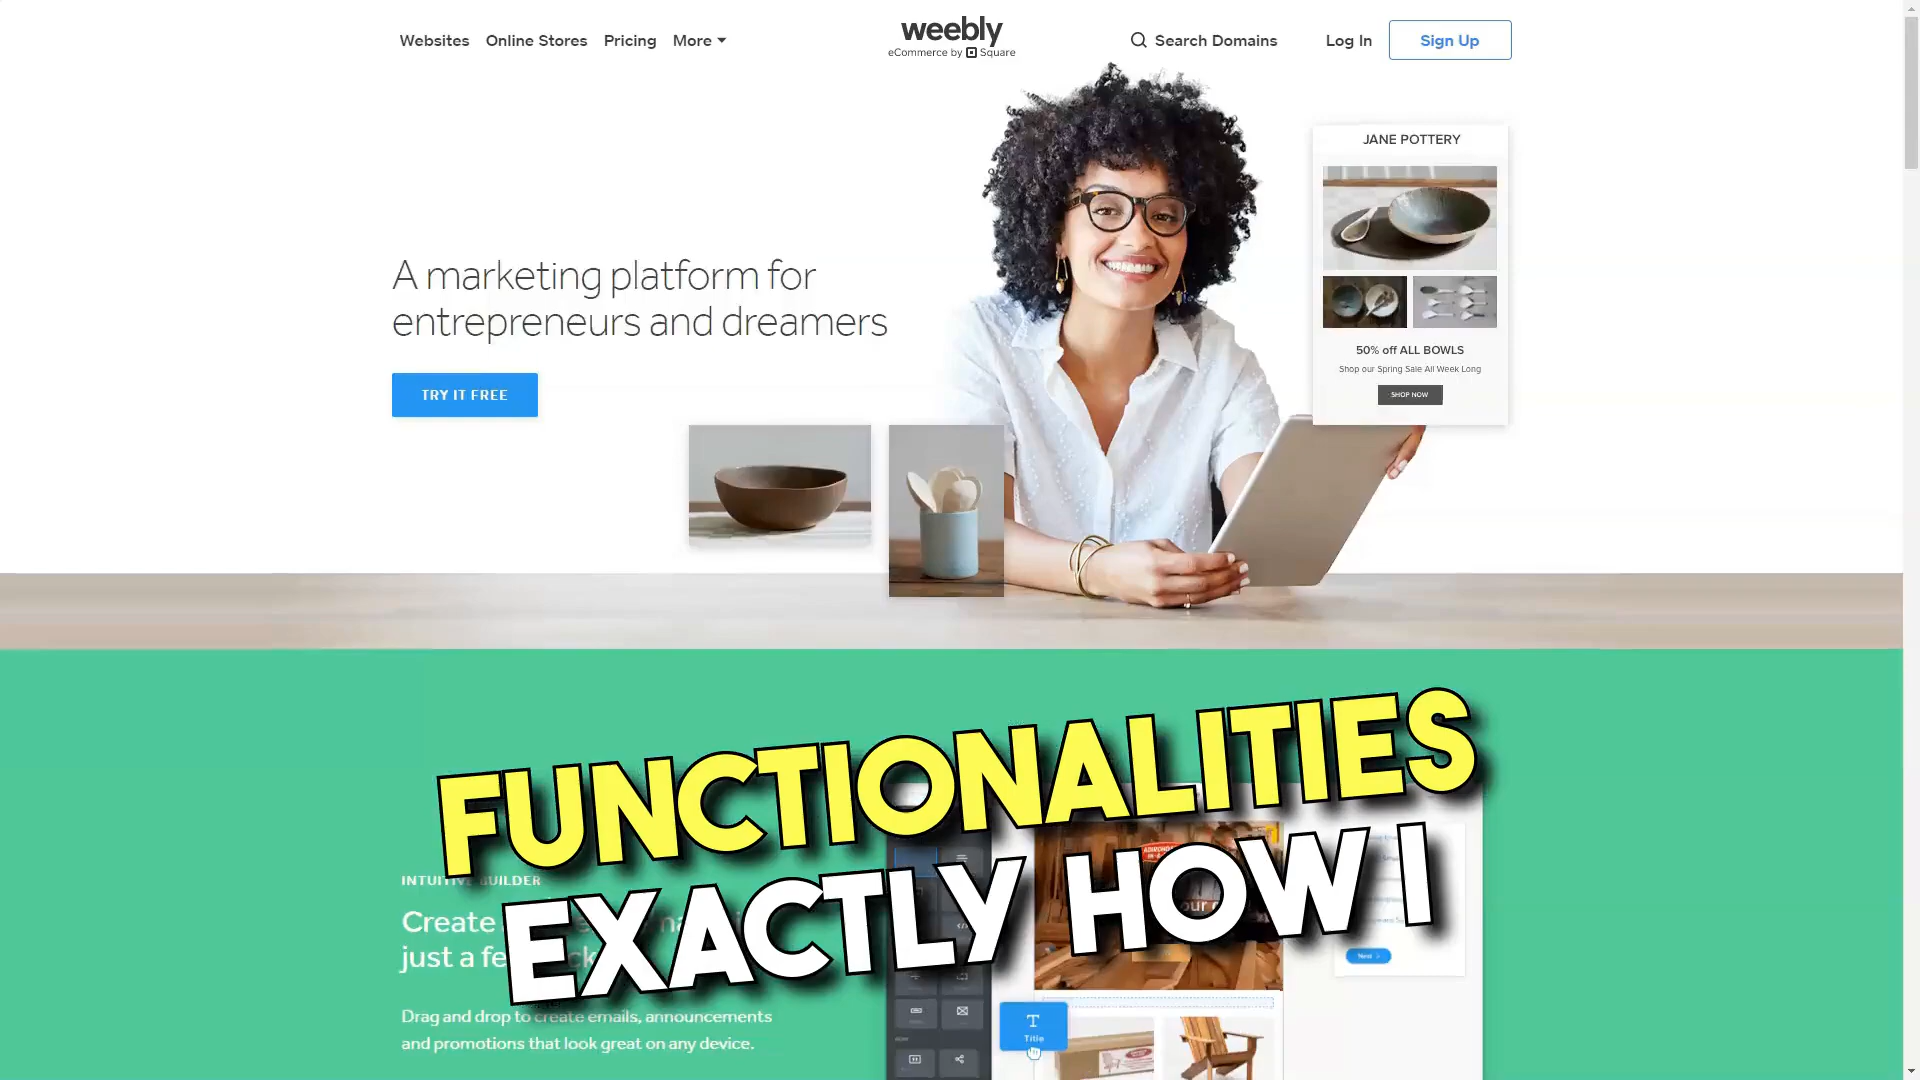 Websites Online Stores Pricing More
weebly
eCommerce by Square
Search Domains
Log In
Sign Up
JANE POTTERY
A marketing platform for
entrepreneurs and dreamers
TRY IT FREE
50% off ALL BOWLS
Shop our Spring Sale All Week Long
SHOP NOW
FUNCTIONALITIES
EXACTLY HOW I
INTUITIVE BUILDER
Create
just a
Drag and drop to create emails, announcements
and promotions that look great on any device.
Next
Title